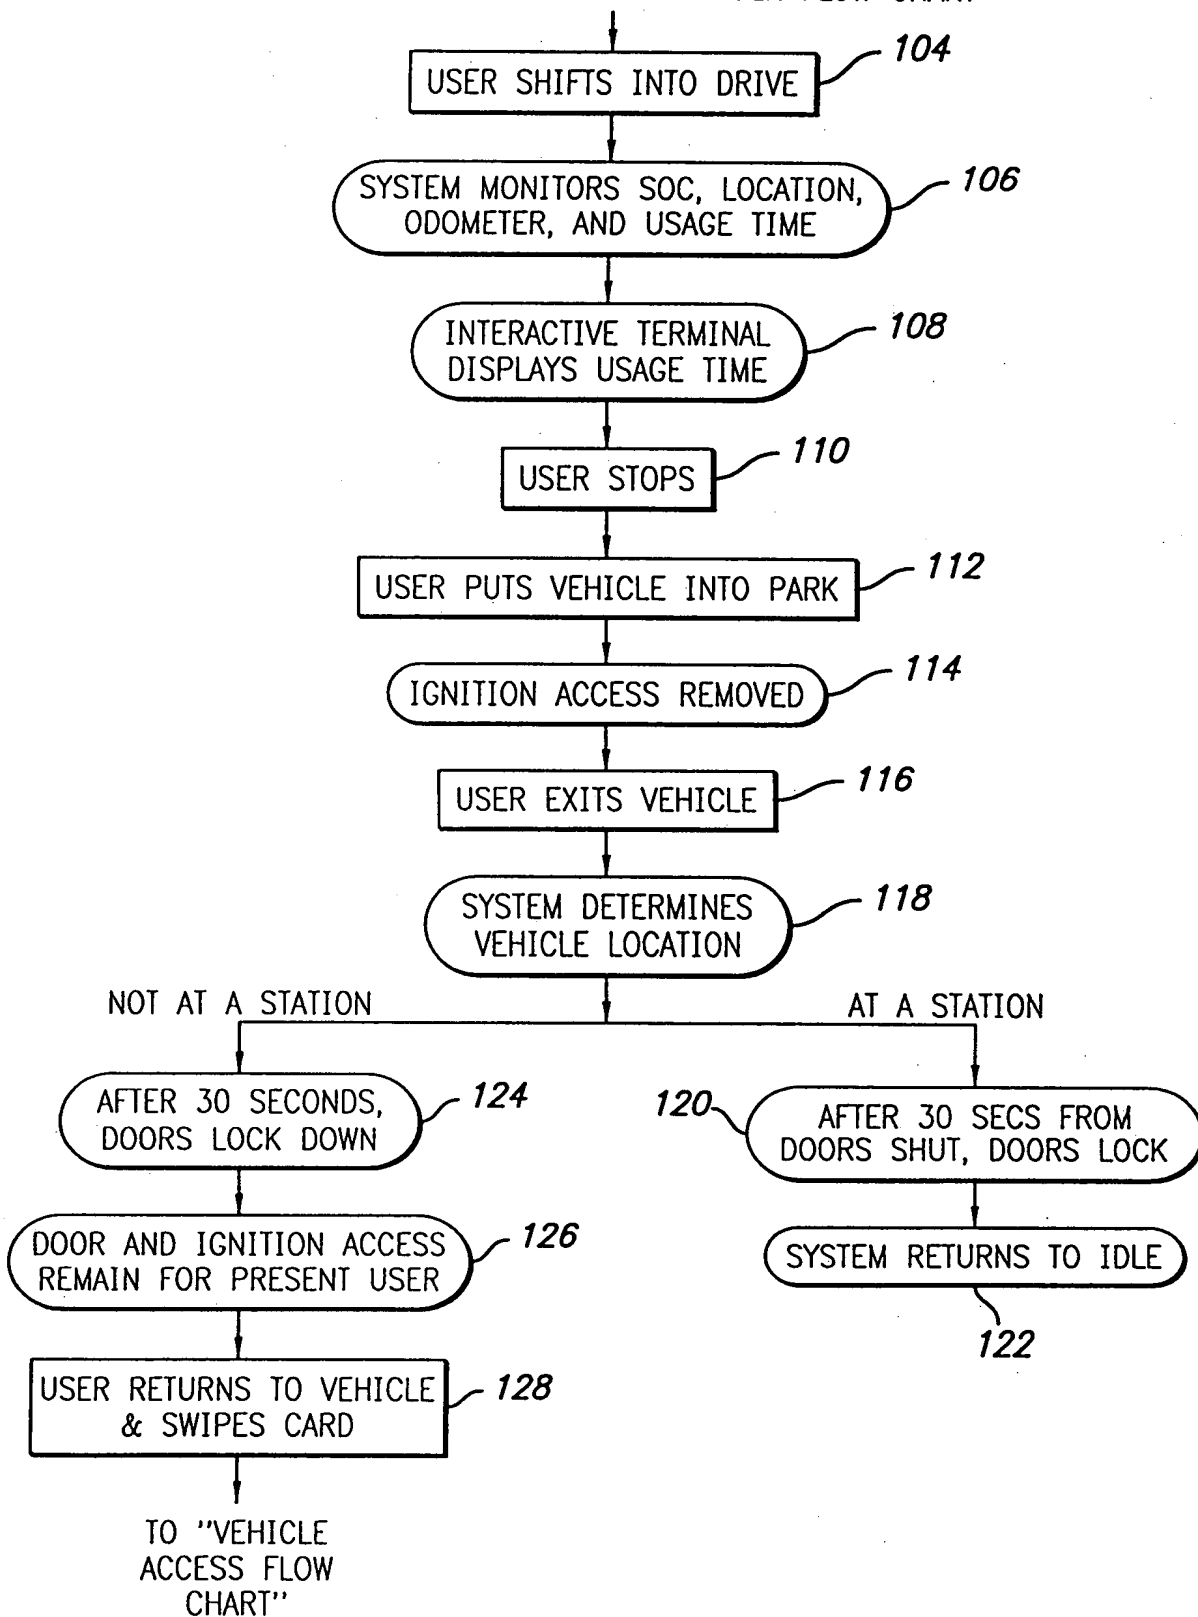 FLOW CHART
104
USER SHIFTS INTO DRIVE
106
SYSTEM MONITORS SOC, LOCATION,
ODOMETER, AND USAGE TIME
108
INTERACTIVE TERMINAL
DISPLAYS USAGE TIME
110
USER STOPS
112
USER PUTS VEHICLE INTO PARK
114
IGNITION ACCESS REMOVED
116
USER EXITS VEHICLE
118
SYSTEM DETERMINES
VEHICLE LOCATION
NOT AT A STATION
AT A STATION
124
AFTER 30 SECONDS,
DOORS LOCK DOWN
120
AFTER 30 SECS FROM
DOORS SHUT, DOORS LOCK
126
DOOR AND IGNITION ACCESS
REMAIN FOR PRESENT USER
SYSTEM RETURNS TO IDLE
122
128
USER RETURNS TO VEHICLE
& SWIPES CARD
TO "VEHICLE
ACCESS FLOW
CHART"